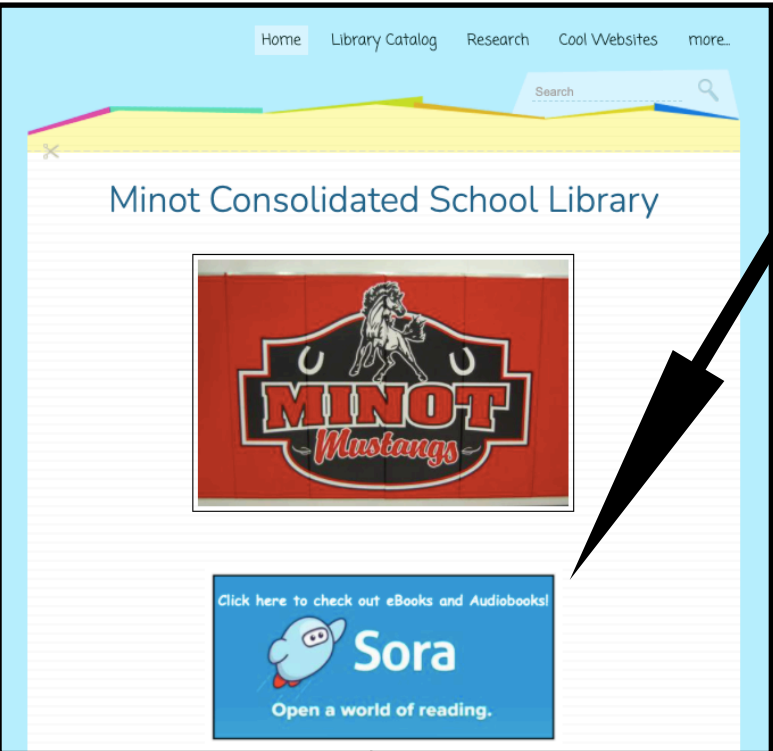 Home Library Catalog Research Cool Websites more...
Search
Minot Consolidated School Library
MINOT
Mustangs
Click here to check out eBooks and Audiobooks!
Sora
Open a world of reading.